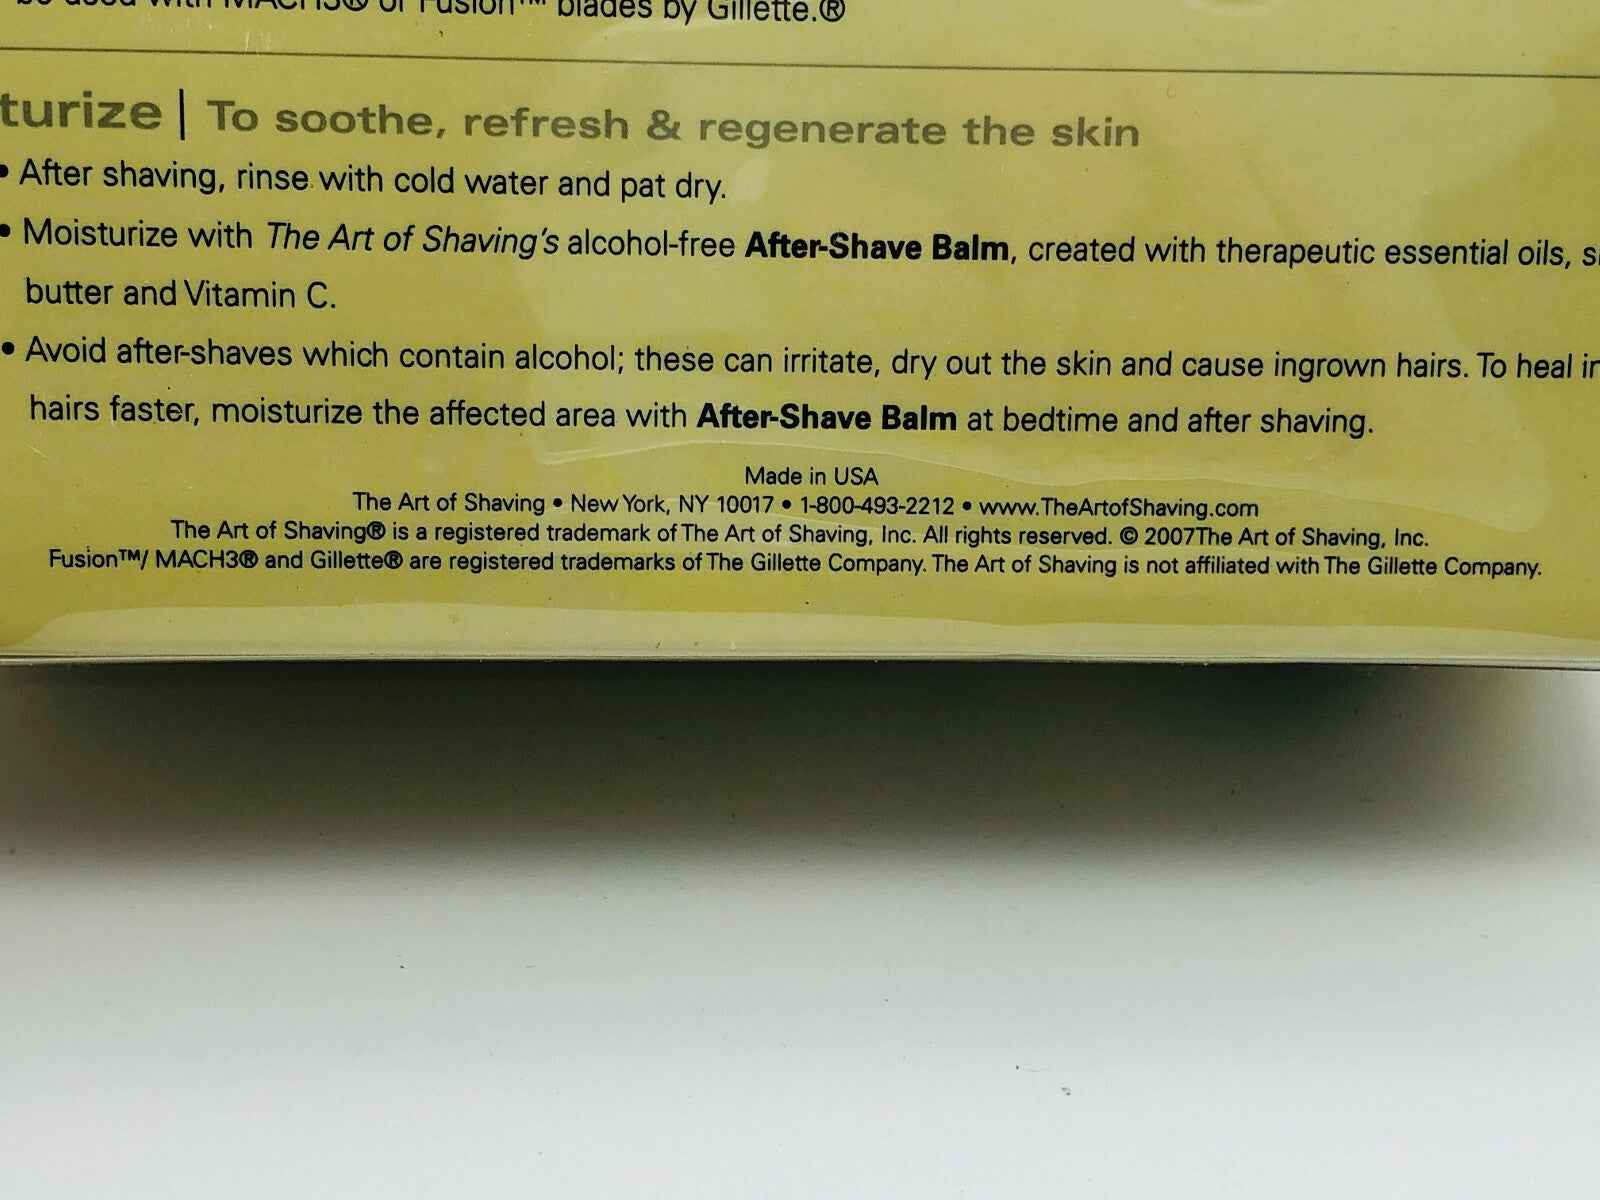 be used with MACH3® or Fusion™ blades by Gillette.®
turize | To soothe, refresh & regenerate the skin
• After shaving, rinse with cold water and pat dry.
• Moisturize with The Art of Shaving's alcohol-free After-Shave Balm, created with therapeutic essential oils,
butter and Vitamin C.
• Avoid after-shaves which contain alcohol; these can irritate, dry out the skin and cause ingrown hairs. To heal
hairs faster, moisturize the affected area with After-Shave Balm at bedtime and after shaving.
Made in USA
The Art of Shaving • New York, NY 10017 • 1-800-493-2212 • www.TheArtofShaving.com
The Art of Shaving® is a registered trademark of The Art of Shaving, Inc. All rights reserved. © 2007The Art of Shaving, Inc.
Fusion™/ MACH3® and Gillette® are registered trademarks of The Gillette Company. The Art of Shaving is not affiliated with The Gillette Company.